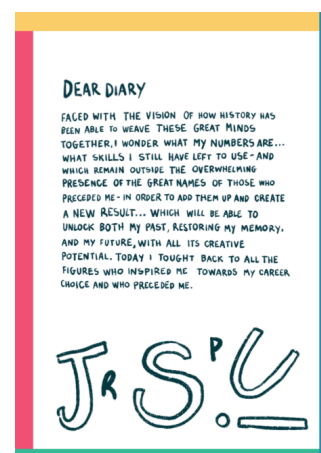 DEAR DIARY
FACED WITH THE VISION OF HOW HISTORY HAS
BEEN ABLE TO WEAVE THESE GREAT MINDS
TOGETHER, I WONDER WHAT MY NUMBERS ARE...
WHAT SKILLS I STILL HAVE LEFT TO USE - AND
WHICH REMAIN OUTSIDE THE OVERWHELMING
PRESENCE OF THE GREAT NAMES OF THOSE WHO
PRECEDED ME - IN ORDER TO ADD THEM UP AND CREATE
A NEW RESULT... WHICH WILL BE ABLE TO
UNLOCK BOTH MY PAST, RESTORING MY MEMORY,
AND MY FUTURE, WITH ALL ITS CREATIVE
POTENTIAL. TODAY I TOUGHT BACK TO ALL THE
FIGURES WHO INSPIRED ME TOWARDS MY CAREER
CHOICE AND WHO PRECEDED ME.
J R S P U . _